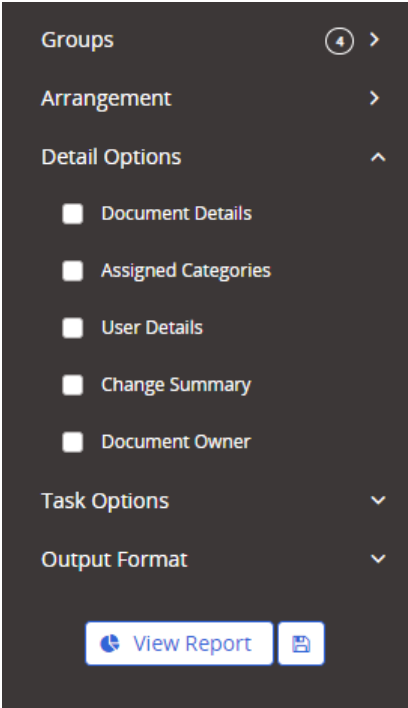 Groups 4
Arrangement
Detail Options
Document Details
Assigned Categories
User Details
Change Summary
Document Owner
Task Options
Output Format
View Report